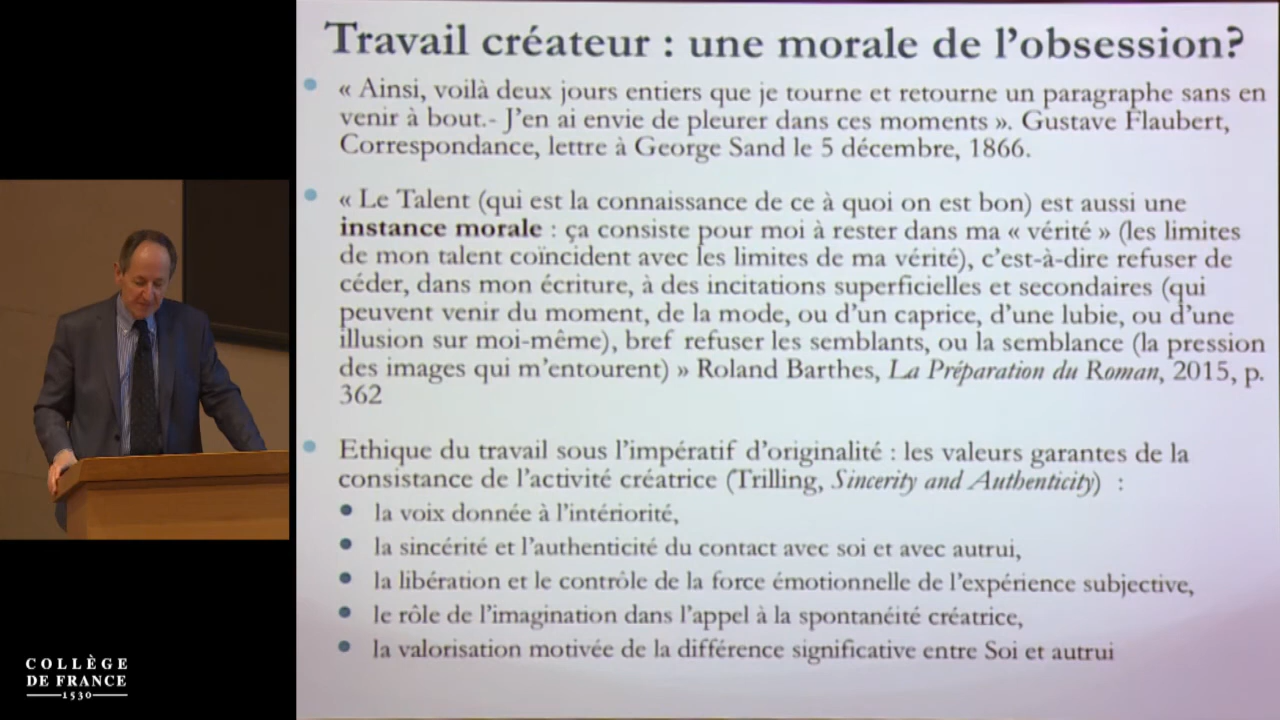 Travail créateur : une morale de l'obsession?
« Ainsi, voilà deux jours entiers que je tourne et retourne un paragraphe sans en
venir à bout.- J'en ai envie de pleurer dans ces moments ». Gustave Flaubert,
Correspondance, lettre à George Sand le 5 décembre, 1866.
« Le Talent (qui est la connaissance de ce à quoi on est bon) est aussi une
instance morale : ça consiste pour moi à rester dans ma « vérité » (les limites
de mon talent coïncident avec les limites de ma vérité), c'est-à-dire refuser de
céder, dans mon écriture, à des incitations superficielles et secondaires (qui
peuvent venir du moment, de la mode, ou d'un caprice, d'une lubie, ou d'une
illusion sur moi-même), bref refuser les semblants, ou la semblance (la pression
des images qui m'entourent) » Roland Barthes, La Préparation du Roman, 2015, p.
362
Ethique du travail sous l'impératif d'originalité : les valeurs garantes de la
consistance de l'activité créatrice (Trilling, Sincerity and Authenticity) :
la voix donnée à l'intériorité,
la sincérité et l'authenticité du contact avec soi et avec autrui,
la libération et le contrôle de la force émotionnelle de l'expérience subjective,
le rôle de l'imagination dans l'appel à la spontanéité créatrice,
la valorisation motivée de la différence significative entre Soi et autrui
COLLÈGE
DE FRANCE
1530